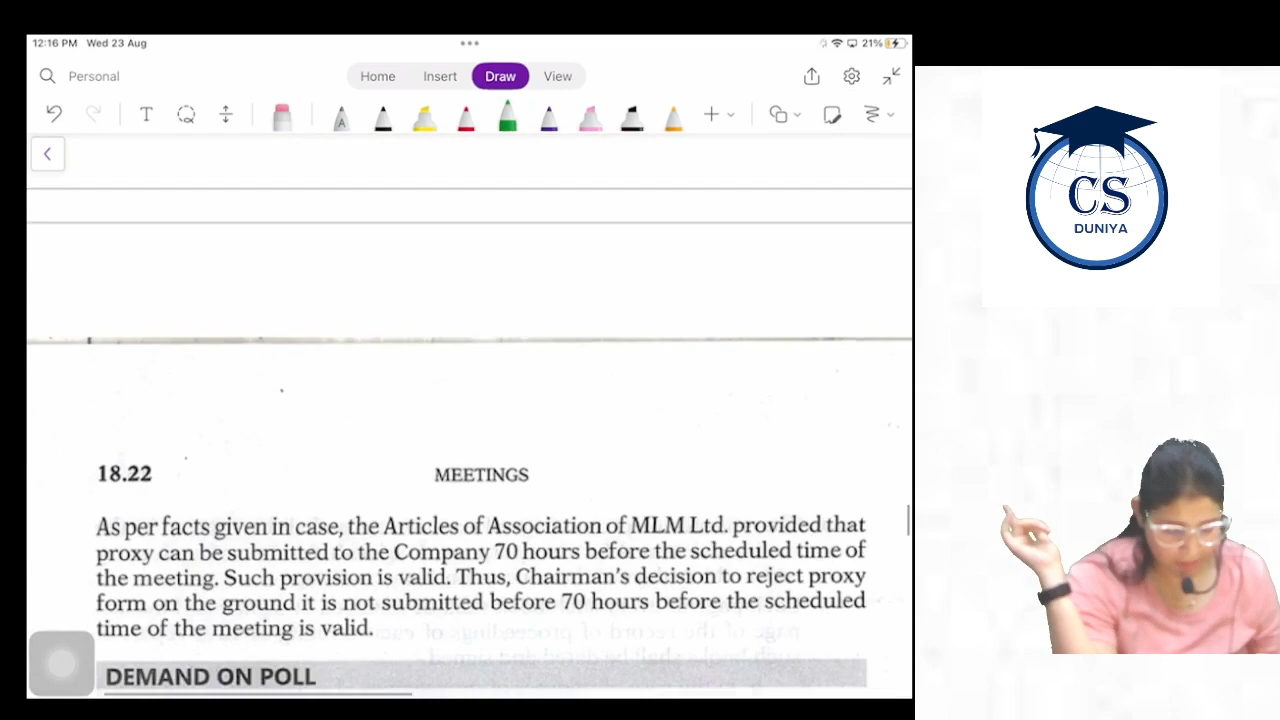 12:16 PM Wed 23 Aug
21%
Personal
Home Insert Draw View
T
A
CS
DUNIYA
18.22 MEETINGS
As per facts given in case, the Articles of Association of MLM Ltd. provided that
proxy can be submitted to the Company 70 hours before the scheduled time of
the meeting. Such provision is valid. Thus, Chairman's decision to reject proxy
form on the ground it is not submitted before 70 hours before the scheduled
time of the meeting is valid.
DEMAND ON POLL